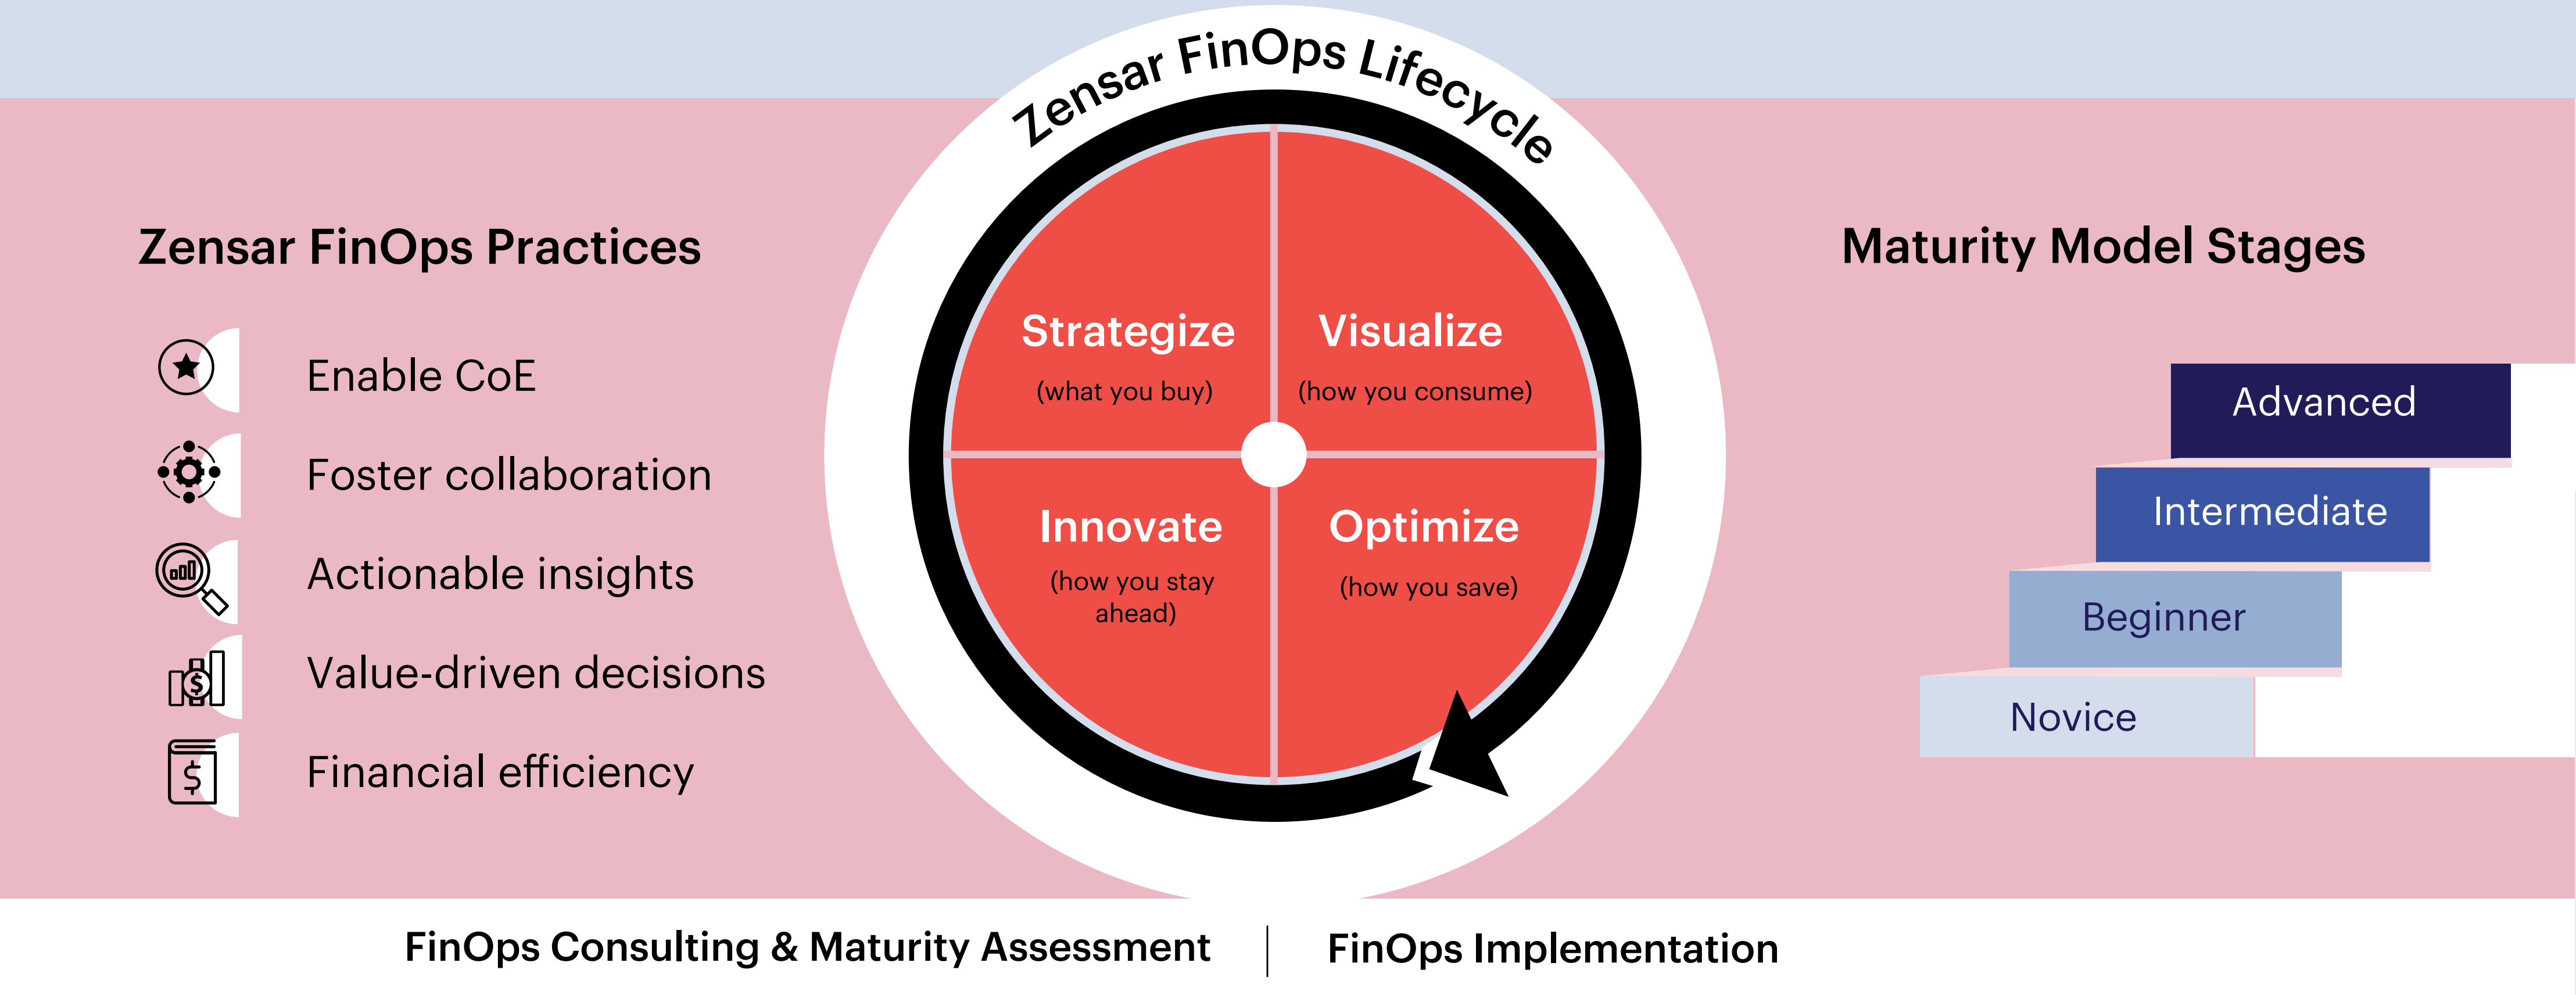 Zensar FinOps Lifecycle
Zensar FinOps Practices
Enable CoE
Foster collaboration
Actionable insights
Value-driven decisions
$
Financial efficiency
$
Strategize
(what you buy)
Visualize
(how you consume)
Innovate
(how you stay
ahead)
Optimize
(how you save)
Maturity Model Stages
Advanced
Intermediate
Beginner
Novice
FinOps Consulting & Maturity Assessment
FinOps Implementation